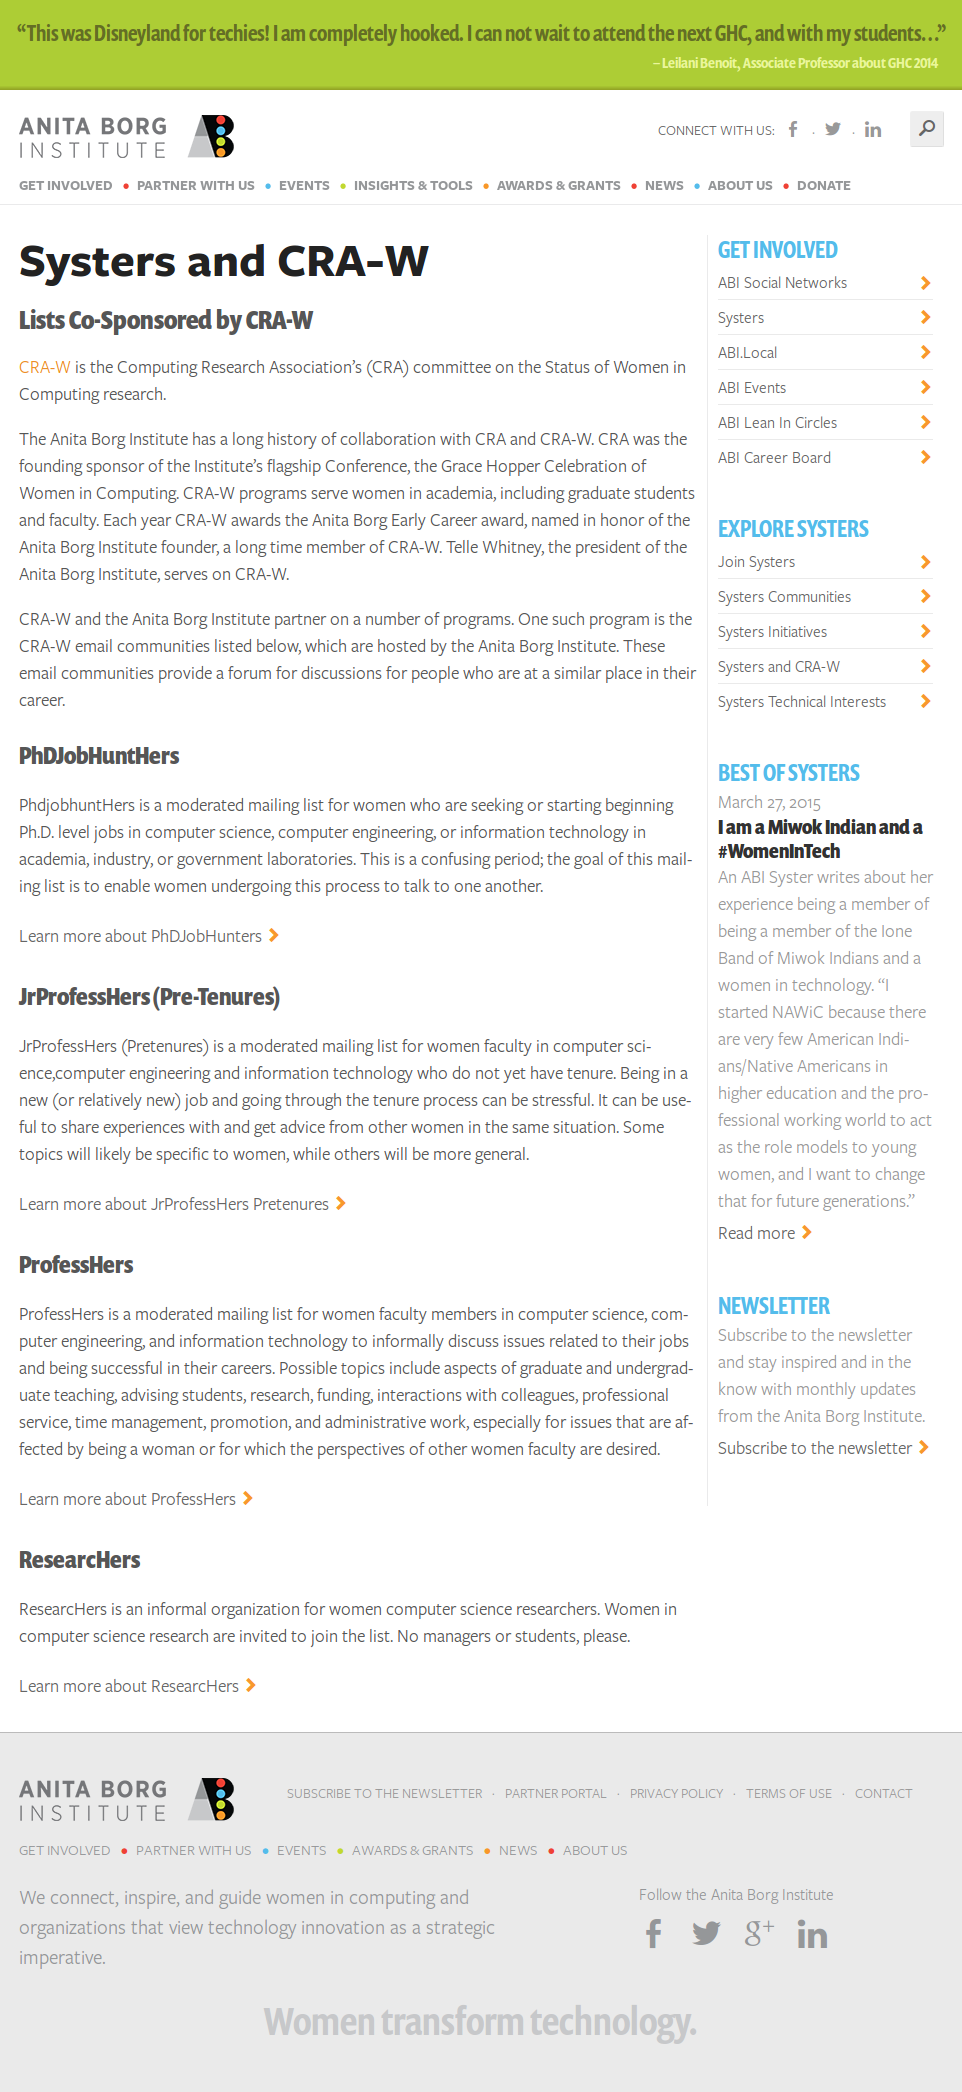 “This was Disneyland for techies! I am completely hooked. I can not wait to attend the next GHC, and with my students…”
– Leilani Benoit, Associate Professor about GHC 2014
ANITA BORG
INSTITUTE
CONNECT WITH US:
GET INVOLVED • PARTNER WITH US • EVENTS • INSIGHTS & TOOLS • AWARDS & GRANTS • NEWS • ABOUT US • DONATE
Systers and CRA-W
Lists Co-Sponsored by CRA-W
CRA-W is the Computing Research Association’s (CRA) committee on the Status of Women in
Computing research.
The Anita Borg Institute has a long history of collaboration with CRA and CRA-W. CRA was the
founding sponsor of the Institute’s flagship Conference, the Grace Hopper Celebration of
Women in Computing. CRA-W programs serve women in academia, including graduate students
and faculty. Each year CRA-W awards the Anita Borg Early Career award, named in honor of the
Anita Borg Institute founder, a long time member of CRA-W. Telle Whitney, the president of the
Anita Borg Institute, serves on CRA-W.
CRA-W and the Anita Borg Institute partner on a number of programs. One such program is the
CRA-W email communities listed below, which are hosted by the Anita Borg Institute. These
email communities provide a forum for discussions for people who are at a similar place in their
career.
PhDJobHuntHers
PhdjobhuntHers is a moderated mailing list for women who are seeking or starting beginning
Ph.D. level jobs in computer science, computer engineering, or information technology in
academia, industry, or government laboratories. This is a confusing period; the goal of this mail-
ing list is to enable women undergoing this process to talk to one another.
Learn more about PhDJobHunters
JrProfessHers (Pre-Tenures)
JrProfessHers (Pretenures) is a moderated mailing list for women faculty in computer sci-
ence,computer engineering and information technology who do not yet have tenure. Being in a
new (or relatively new) job and going through the tenure process can be stressful. It can be use-
ful to share experiences with and get advice from other women in the same situation. Some
topics will likely be specific to women, while others will be more general.
Learn more about JrProfessHers Pretenures
ProfessHers
ProfessHers is a moderated mailing list for women faculty members in computer science, com-
puter engineering, and information technology to informally discuss issues related to their jobs
and being successful in their careers. Possible topics include aspects of graduate and undergrad-
uate teaching, advising students, research, funding, interactions with colleagues, professional
service, time management, promotion, and administrative work, especially for issues that are af-
fected by being a woman or for which the perspectives of other women faculty are desired.
Learn more about ProfessHers
ResearcHers
ResearcHers is an informal organization for women computer science researchers. Women in
computer science research are invited to join the list. No managers or students, please.
Learn more about ResearcHers
GET INVOLVED
ABI Social Networks
Systers
ABI.Local
ABI Events
ABI Lean In Circles
ABI Career Board
EXPLORE SYSTERS
Join Systers
Systers Communities
Systers Initiatives
Systers and CRA-W
Systers Technical Interests
BEST OF SYSTERS
March 27, 2015
I am a Miwok Indian and a
#WomenInTech
An ABI Syster writes about her
experience being a member of
being a member of the Ione
Band of Miwok Indians and a
women in technology. “I
started NAWiC because there
are very few American Indi-
ans/Native Americans in
higher education and the pro-
fessional working world to act
as the role models to young
women, and I want to change
that for future generations.”
Read more
NEWSLETTER
Subscribe to the newsletter
and stay inspired and in the
know with monthly updates
from the Anita Borg Institute.
Subscribe to the newsletter
ANITA BORG
INSTITUTE
SUBSCRIBE TO THE NEWSLETTER · PARTNER PORTAL · PRIVACY POLICY · TERMS OF USE · CONTACT
GET INVOLVED • PARTNER WITH US • EVENTS • AWARDS & GRANTS • NEWS • ABOUT US
We connect, inspire, and guide women in computing and
organizations that view technology innovation as a strategic
imperative.
Follow the Anita Borg Institute
Women transform technology.